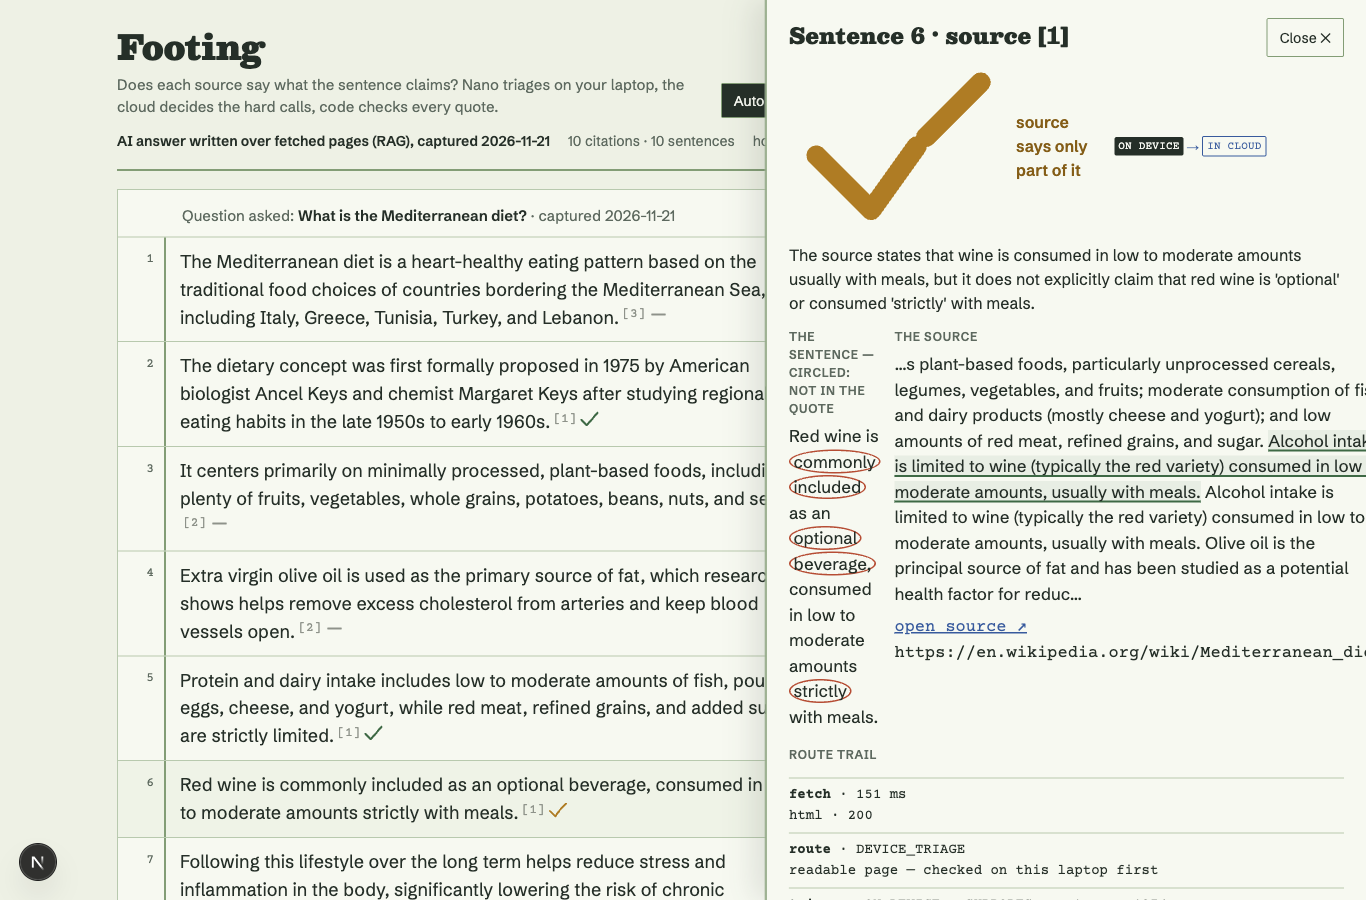 Footing
Does each source say what the sentence claims? Nano triages on your laptop, the
cloud decides the hard calls, code checks every quote.
Auto
AI answer written over fetched pages (RAG), captured 2026-11-21 10 citations · 10 sentences
Question asked: What is the Mediterranean diet? · captured 2026-11-21
1 The Mediterranean diet is a heart-healthy eating pattern based on the
traditional food choices of countries bordering the Mediterranean Sea,
including Italy, Greece, Tunisia, Turkey, and Lebanon. [3] —
2 The dietary concept was first formally proposed in 1975 by American
biologist Ancel Keys and chemist Margaret Keys after studying regiona
eating habits in the late 1950s to early 1960s. [1] ✓
3 It centers primarily on minimally processed, plant-based foods, includi
plenty of fruits, vegetables, whole grains, potatoes, beans, nuts, and se
[2] —
4 Extra virgin olive oil is used as the primary source of fat, which researc
shows helps remove excess cholesterol from arteries and keep blood
vessels open. [2] —
5 Protein and dairy intake includes low to moderate amounts of fish, pou
eggs, cheese, and yogurt, while red meat, refined grains, and added su
are strictly limited. [1] ✓
6 Red wine is commonly included as an optional beverage, consumed in
to moderate amounts strictly with meals. [1] ✓
7 Following this lifestyle over the long term helps reduce stress and
inflammation in the body, significantly lowering the risk of chronic
N
Sentence 6 · source [1]
Close ✕
source
says only
part of it
ON DEVICE → IN CLOUD
The source states that wine is consumed in low to moderate amounts
usually with meals, but it does not explicitly claim that red wine is 'optional'
or consumed 'strictly' with meals.
THE
SENTENCE —
CIRCLED:
NOT IN THE
QUOTE
Red wine is
commonly
included
as an
optional
beverage,
consumed
in low to
moderate
amounts
strictly
with meals.
THE SOURCE
…s plant-based foods, particularly unprocessed cereals,
legumes, vegetables, and fruits; moderate consumption of fis
and dairy products (mostly cheese and yogurt); and low
amounts of red meat, refined grains, and sugar. Alcohol intak
is limited to wine (typically the red variety) consumed in low
moderate amounts, usually with meals. Alcohol intake is
limited to wine (typically the red variety) consumed in low to
moderate amounts, usually with meals. Olive oil is the
principal source of fat and has been studied as a potential
health factor for reduc…
open source ↗
https://en.wikipedia.org/wiki/Mediterranean_die
ROUTE TRAIL
fetch · 151 ms
html · 200
route · DEVICE_TRIAGE
readable page — checked on this laptop first